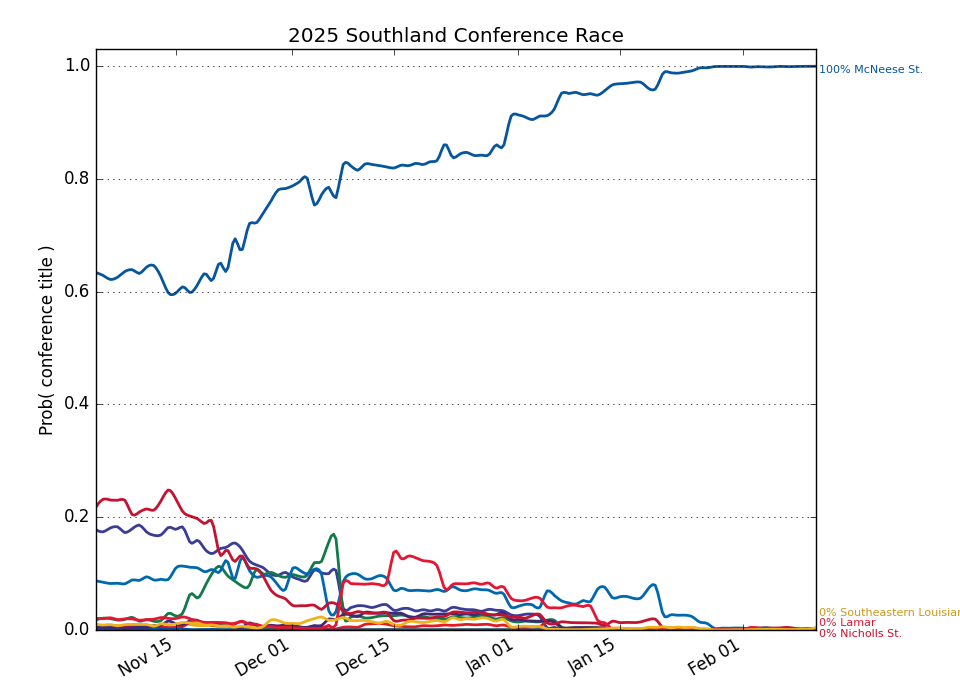 2025 Southland Conference Race
Prob( conference title )
1.0
0.8
0.6
0.4
0.2
0.0
Nov 15
Dec 01
Dec 15
Jan 01
Jan 15
Feb 01
100% McNeese St.
0% Southeastern Louisian
0% Lamar
0% Nicholls St.